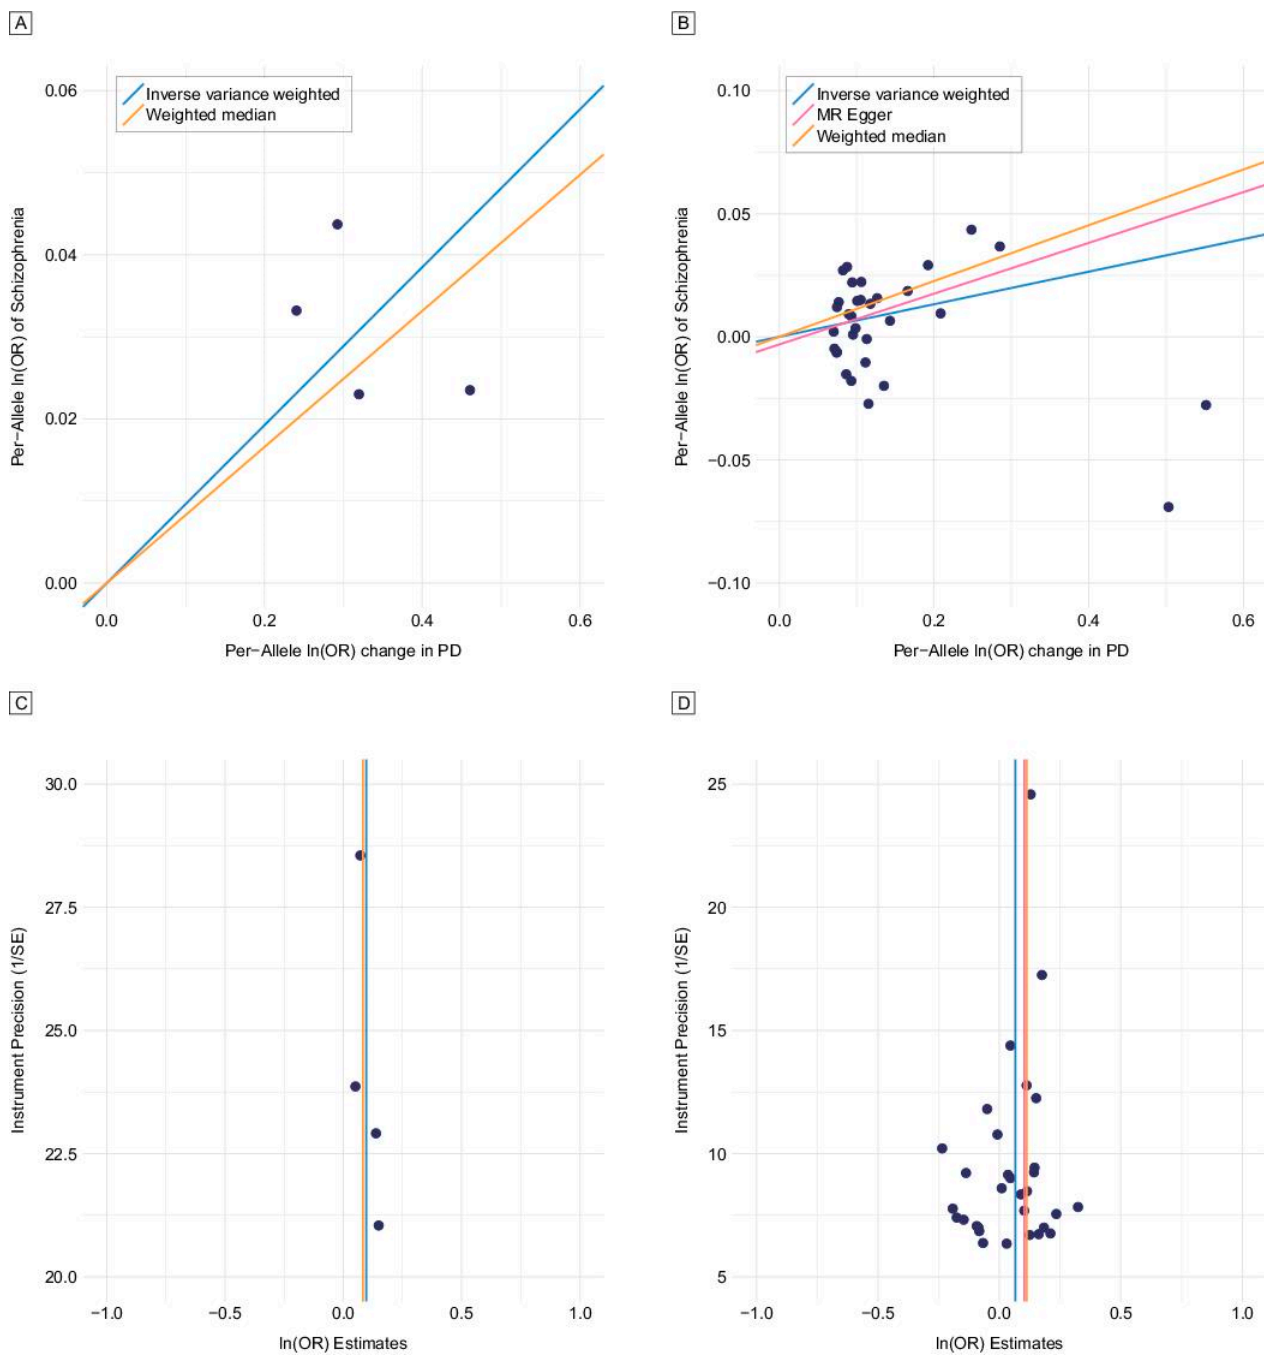 A
Inverse variance weighted
Weighted median
0.06
0.04
0.02
0.00
Per-Allele ln(OR) of Schizophrenia
0.0 0.2 0.4 0.6
Per-Allele ln(OR) change in PD
B
Inverse variance weighted
MR Egger
Weighted median
0.10
0.05
0.00
-0.05
-0.10
Per-Allele ln(OR) of Schizophrenia
0.0 0.2 0.4 0.6
Per-Allele ln(OR) change in PD
C
30.0
27.5
25.0
22.5
20.0
Instrument Precision (1/SE)
-1.0 -0.5 0.0 0.5 1.0
ln(OR) Estimates
D
25
20
15
10
5
Instrument Precision (1/SE)
-1.0 -0.5 0.0 0.5 1.0
ln(OR) Estimates